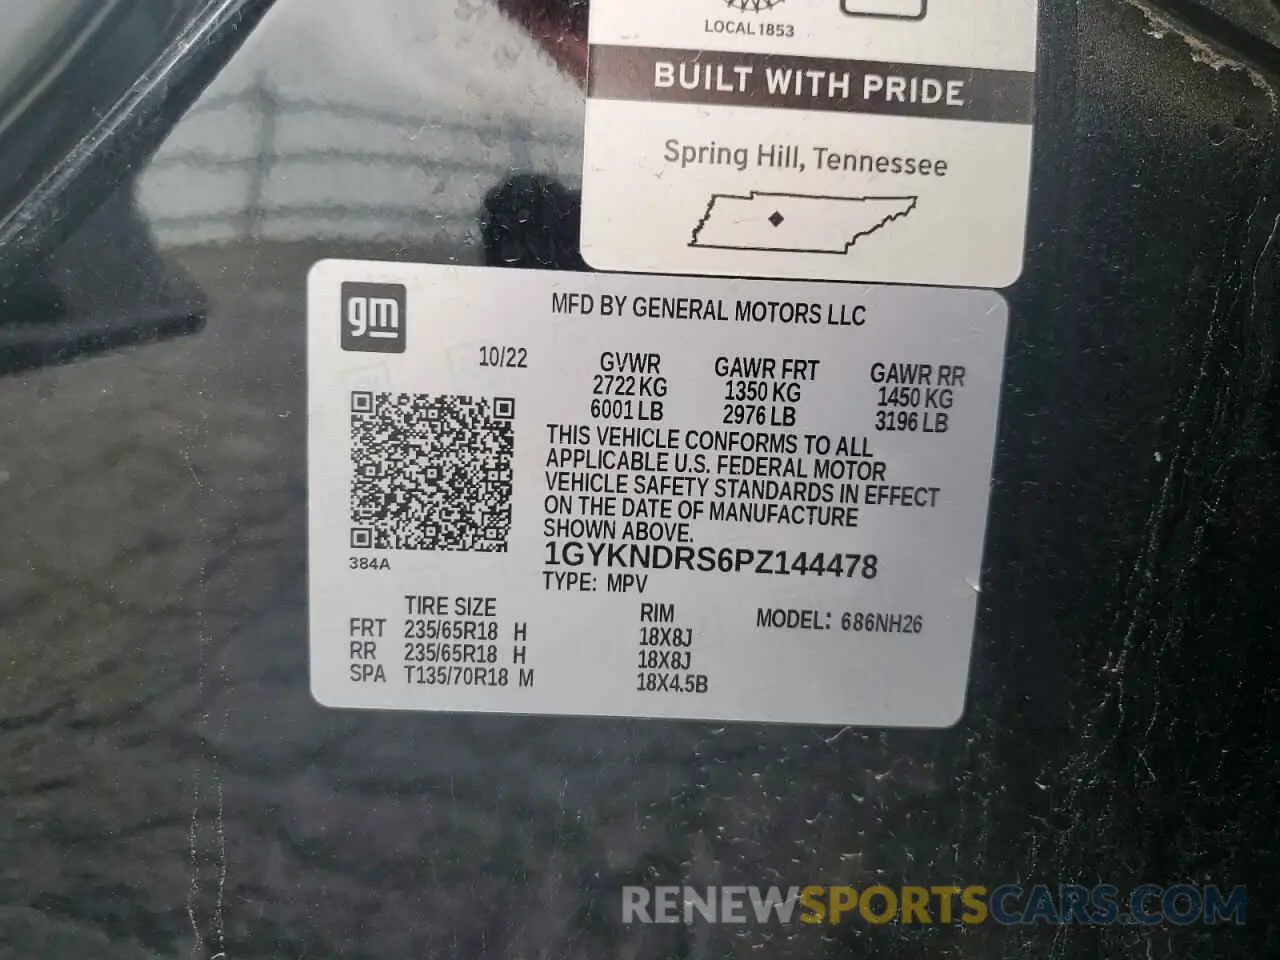 LOCAL 1853
BUILT WITH PRIDE
Spring Hill, Tennessee
gm
MFD BY GENERAL MOTORS LLC
10/22 GVWR GAWR FRT GAWR RR
2722 KG 1350 KG 1450 KG
6001 LB 2976 LB 3196 LB
THIS VEHICLE CONFORMS TO ALL
APPLICABLE U.S. FEDERAL MOTOR
VEHICLE SAFETY STANDARDS IN EFFECT
ON THE DATE OF MANUFACTURE
SHOWN ABOVE.
384A
1GYKNDRS6PZ144478
TYPE: MPV
TIRE SIZE RIM MODEL: 686NH26
FRT 235/65R18 H 18X8J
RR 235/65R18 H 18X8J
SPA T135/70R18 M 18X4.5B
RENEWSPORTSCARS.COM